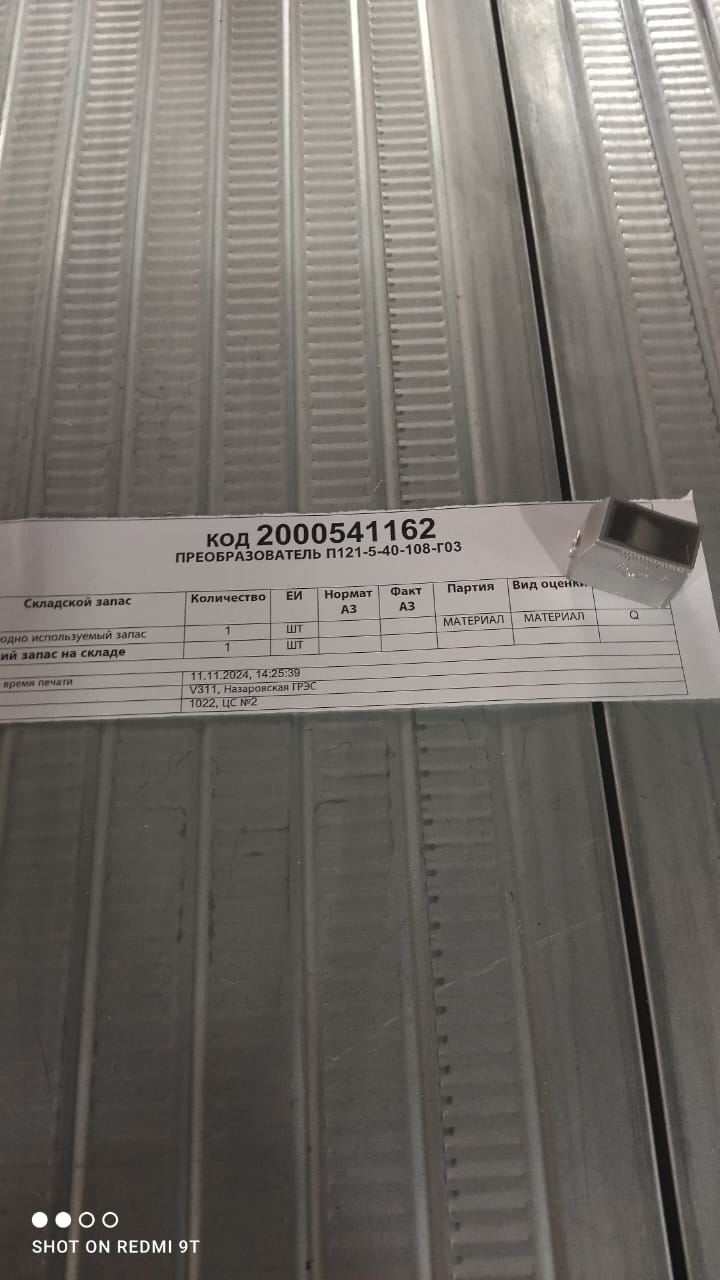 КОД 2000541162
ПРЕОБРАЗОВАТЕЛЬ П121-5-40-108-Г03
Складской запас Количество ЕИ Нормат АЗ Факт АЗ Партия Вид оценки
одно используемый запас 1 ШТ МАТЕРИАЛ МАТЕРИАЛ Q
ий запас на складе 1 ШТ
время печати 11.11.2024, 14:25:39
V311, Назаровская ГРЭС
1022, ЦС №2
SHOT ON REDMI 9T